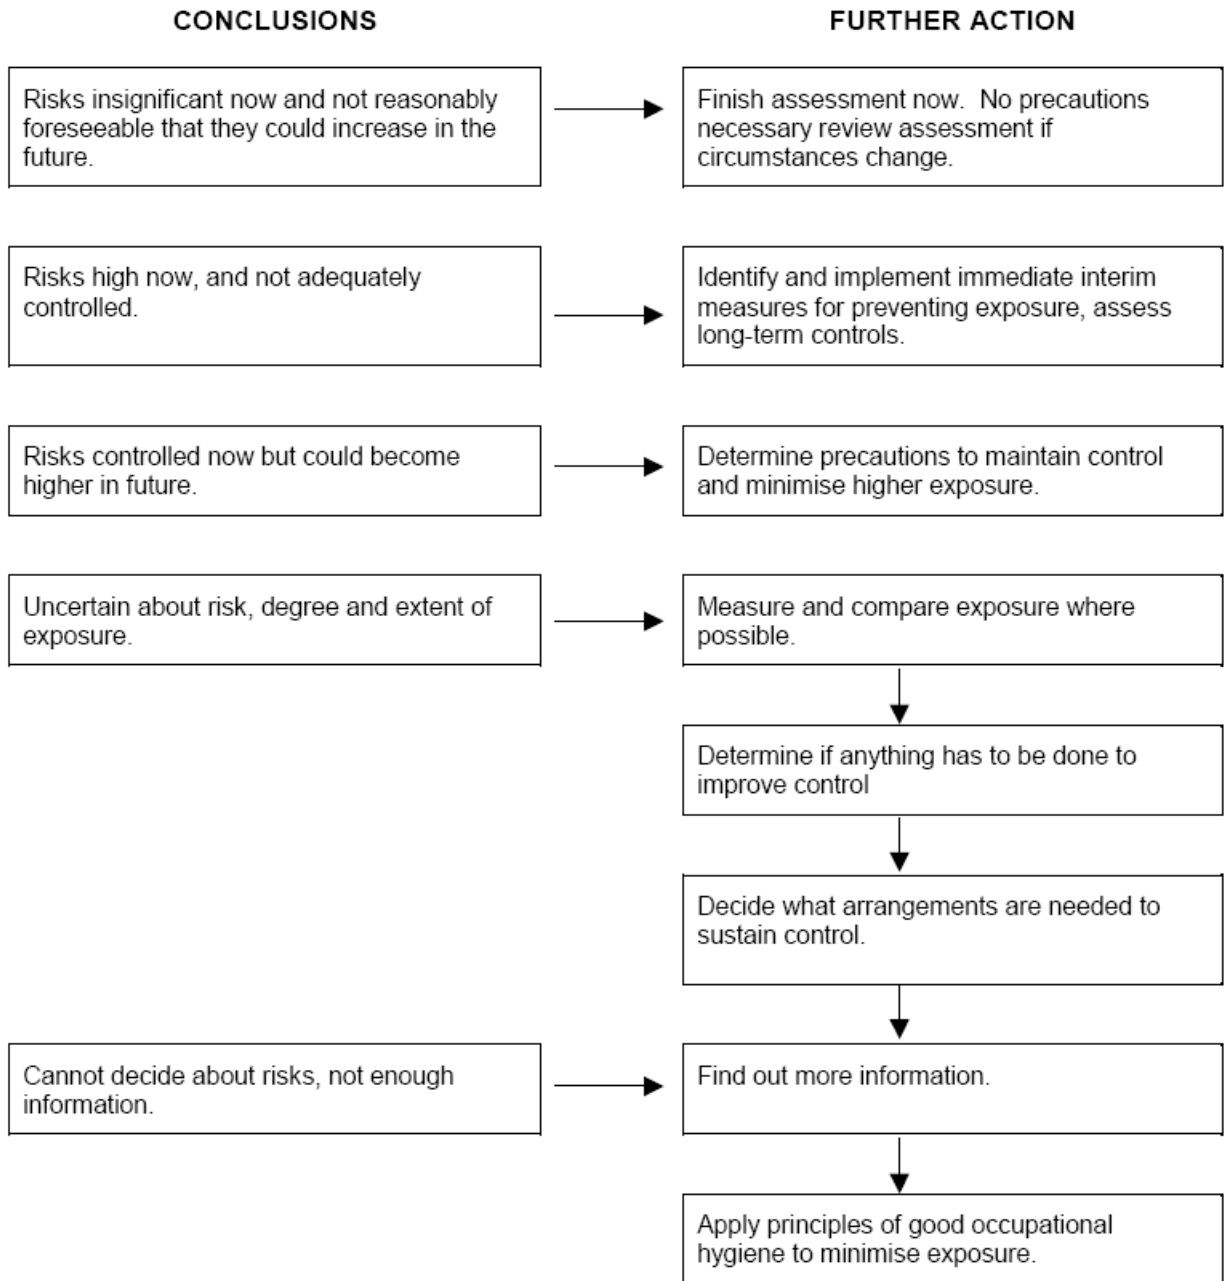 CONCLUSIONS
FURTHER ACTION
Risks insignificant now and not reasonably
foreseeable that they could increase in the
future.
Finish assessment now.  No precautions
necessary review assessment if
circumstances change.
Risks high now, and not adequately
controlled.
Identify and implement immediate interim
measures for preventing exposure, assess
long-term controls.
Risks controlled now but could become
higher in future.
Determine precautions to maintain control
and minimise higher exposure.
Uncertain about risk, degree and extent of
exposure.
Measure and compare exposure where
possible.
Determine if anything has to be done to
improve control
Decide what arrangements are needed to
sustain control.
Cannot decide about risks, not enough
information.
Find out more information.
Apply principles of good occupational
hygiene to minimise exposure.